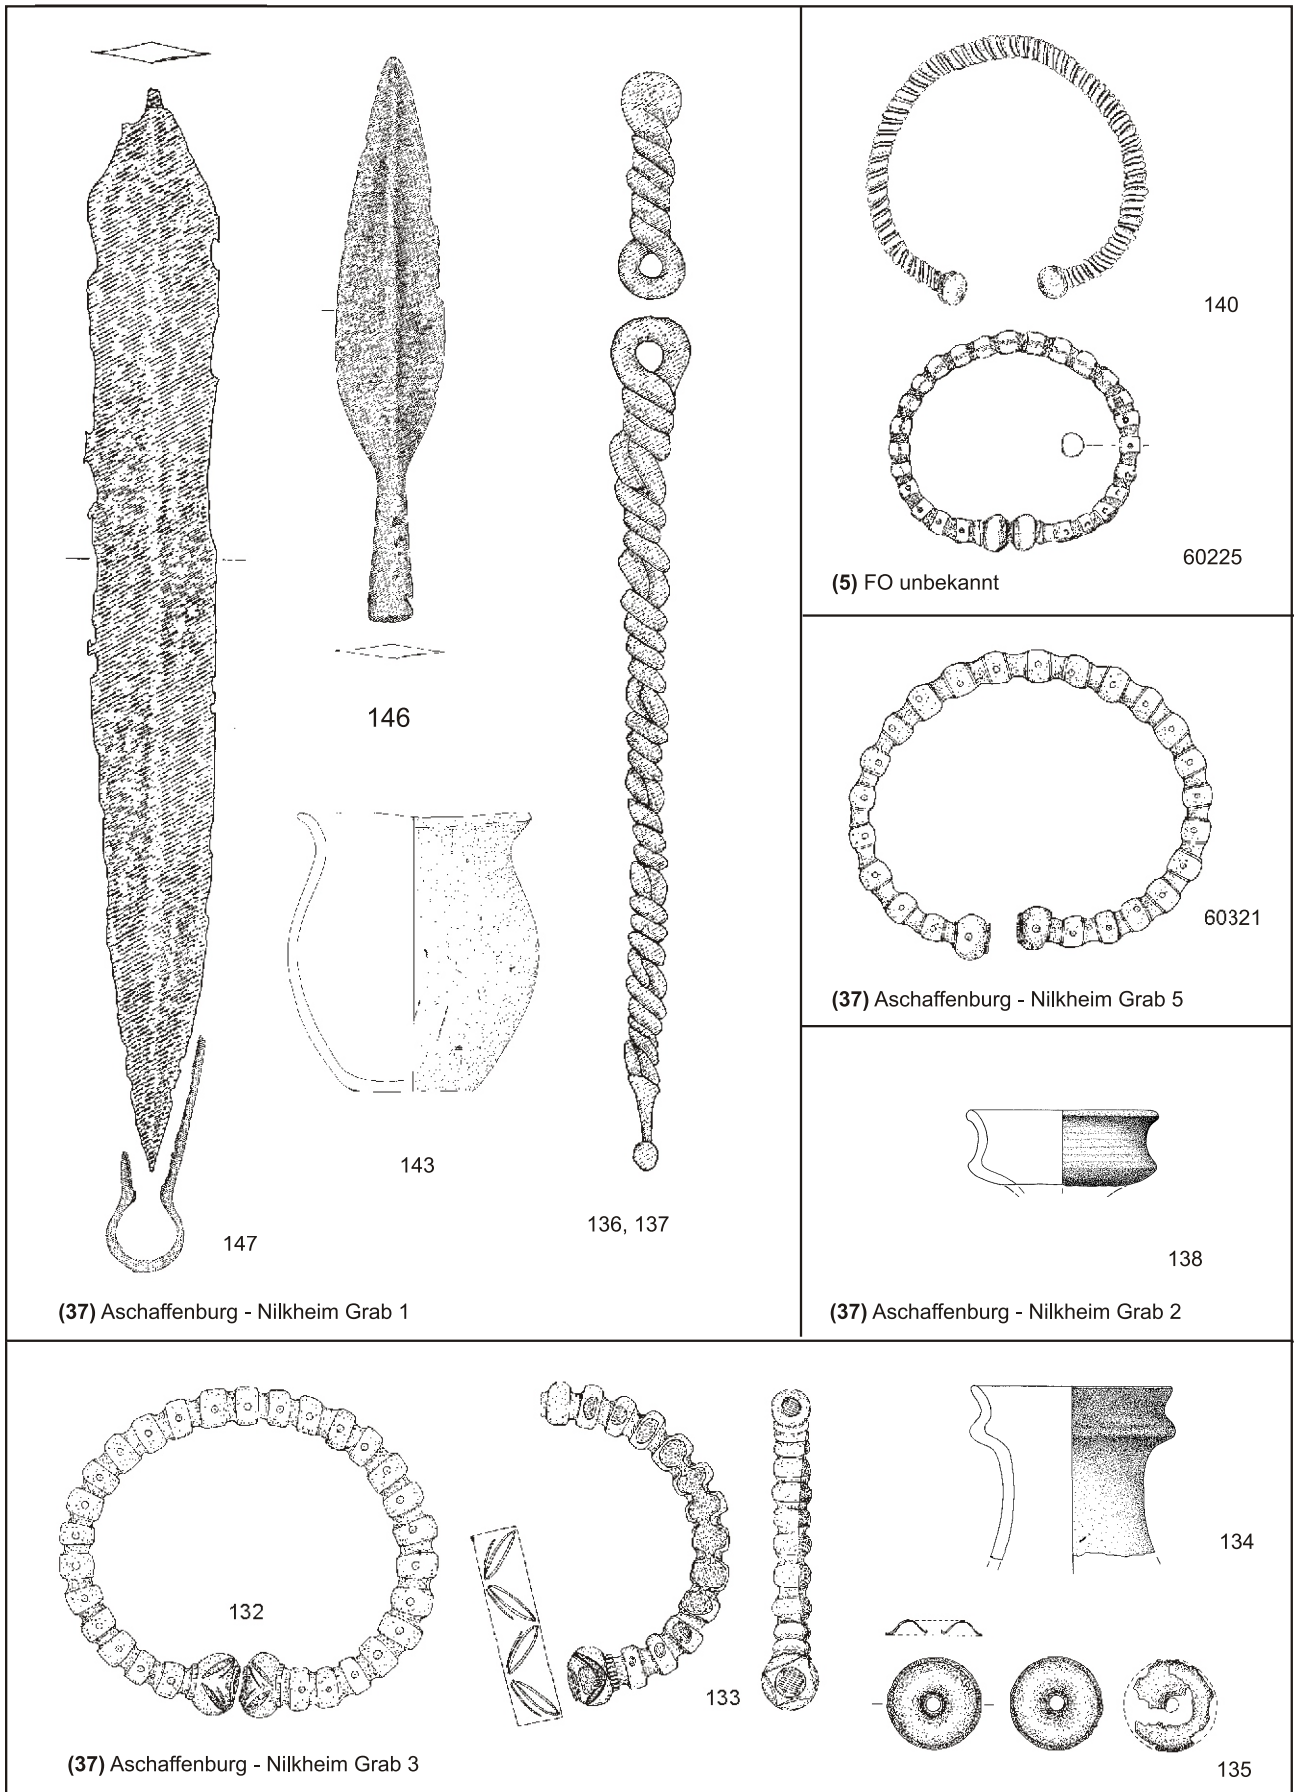 146
143
136, 137
147
(37) Aschaffenburg - Nilkheim Grab 1
140
60225
(5) FO unbekannt
60321
(37) Aschaffenburg - Nilkheim Grab 5
138
(37) Aschaffenburg - Nilkheim Grab 2
132
133
134
135
(37) Aschaffenburg - Nilkheim Grab 3